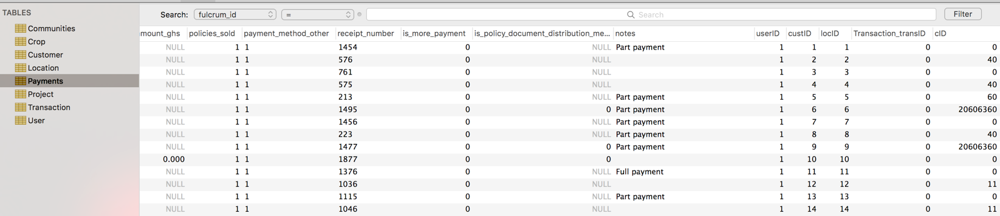 TABLES
Communities
Crop
Customer
Location
Payments
Project
Transaction
User
Search: fulcrum_id = Search Filter
mount_ghs policies_sold payment_method_other receipt_number is_more_payment is_policy_document_distribution_me... notes userID custID locID Transaction_transID cID
NULL 1 1 1454 0 NULL Part payment 1 1 1 0 0
NULL 1 1 576 0 NULL 1 2 2 0 40
NULL 1 1 761 0 NULL 1 3 3 0 0
NULL 1 1 575 0 NULL 1 4 4 0 40
NULL 1 1 213 0 NULL Part payment 1 5 5 0 60
NULL 1 1 1495 0 0 Part payment 1 6 6 0 20606360
NULL 1 1 1456 0 NULL Part payment 1 7 7 0 0
NULL 1 1 223 0 NULL Part payment 1 8 8 0 40
NULL 1 1 1477 0 0 Part payment 1 9 9 0 20606360
0.000 1 1 1877 0 0 1 10 10 0 0
NULL 1 1 1376 0 NULL Full payment 1 11 11 0 0
NULL 1 1 1036 0 NULL 1 12 12 0 11
NULL 1 1 1115 0 NULL Part payment 1 13 13 0 0
NULL 1 1 1046 0 NULL 1 14 14 0 11